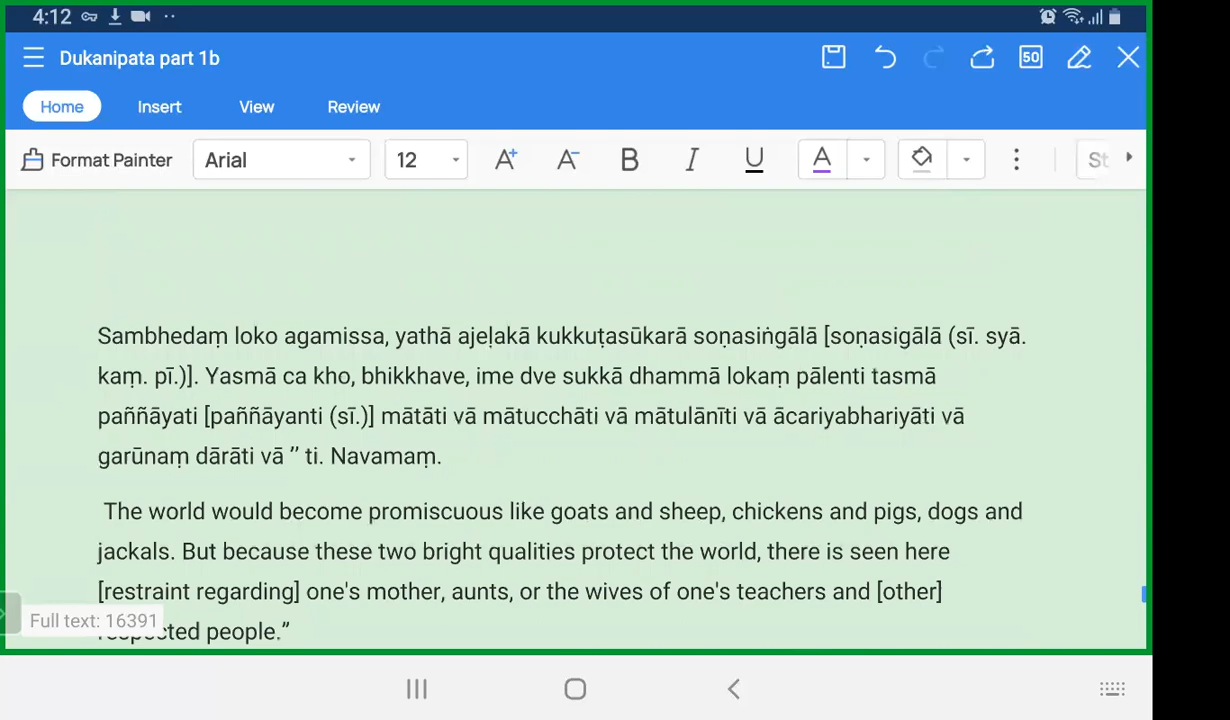 4:12
Dukanipata part 1b
50
Home Insert View Review
Format Painter Arial 12 A+ A- B I U A St
Sambhedaṃ loko agamissa, yathā ajeḷakā kukkuṭasūkarā soṇasiṅgālā [soṇasigālā (sī. syā.
kaṃ. pī.)]. Yasmā ca kho, bhikkhave, ime dve sukkā dhammā lokaṃ pālenti tasmā
paññāyati [paññāyanti (sī.)] mātāti vā mātucchāti vā mātulānīti vā ācariyabhariyāti vā
garūnaṃ dārāti vā ” ti. Navamaṃ.
The world would become promiscuous like goats and sheep, chickens and pigs, dogs and
jackals. But because these two bright qualities protect the world, there is seen here
[restraint regarding] one's mother, aunts, or the wives of one's teachers and [other]
Full text: 16391
respected people.”